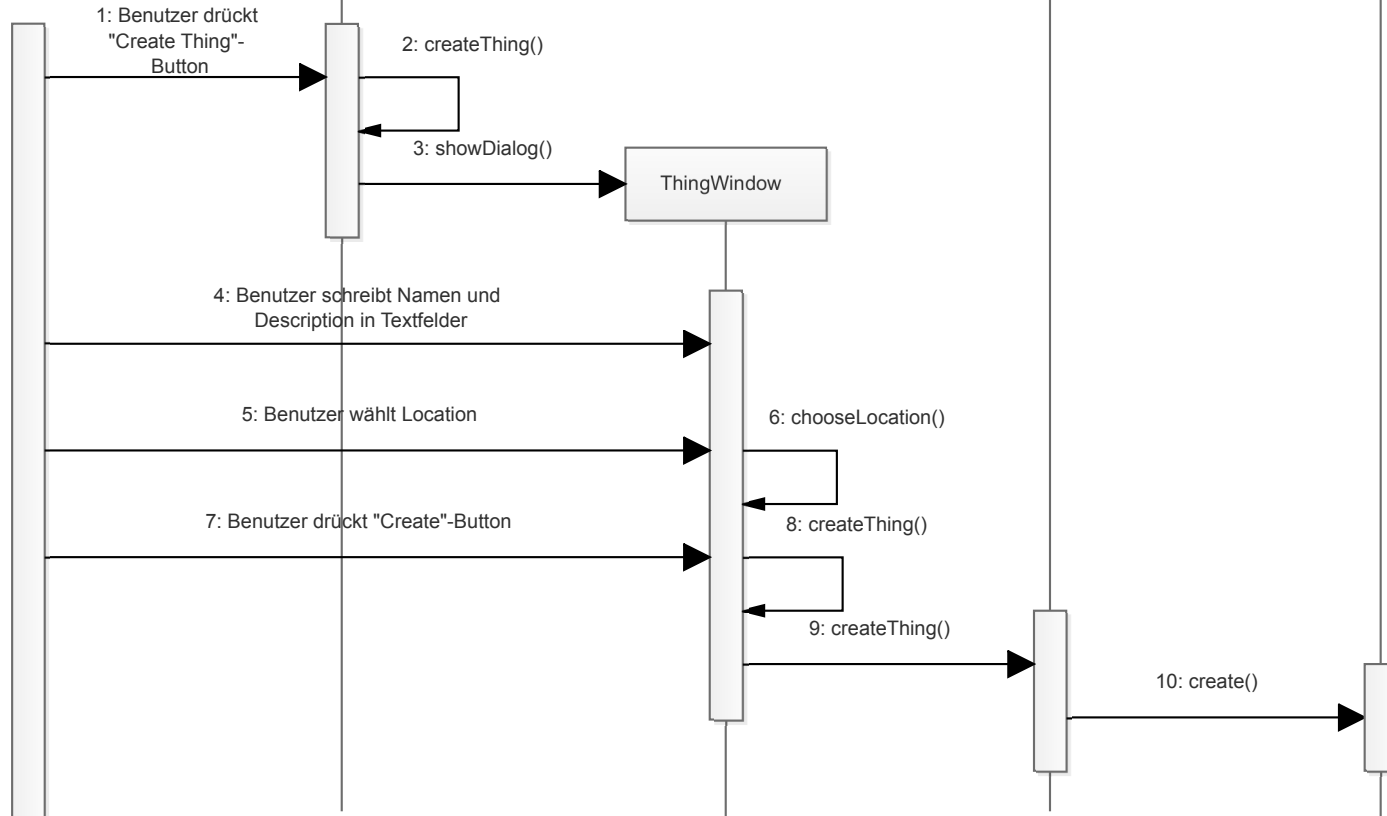 1: Benutzer drückt
"Create Thing"-
Button
2: createThing()
3: showDialog()
ThingWindow
4: Benutzer schreibt Namen und
Description in Textfelder
5: Benutzer wählt Location
6: chooseLocation()
7: Benutzer drückt "Create"-Button
8: createThing()
9: createThing()
10: create()